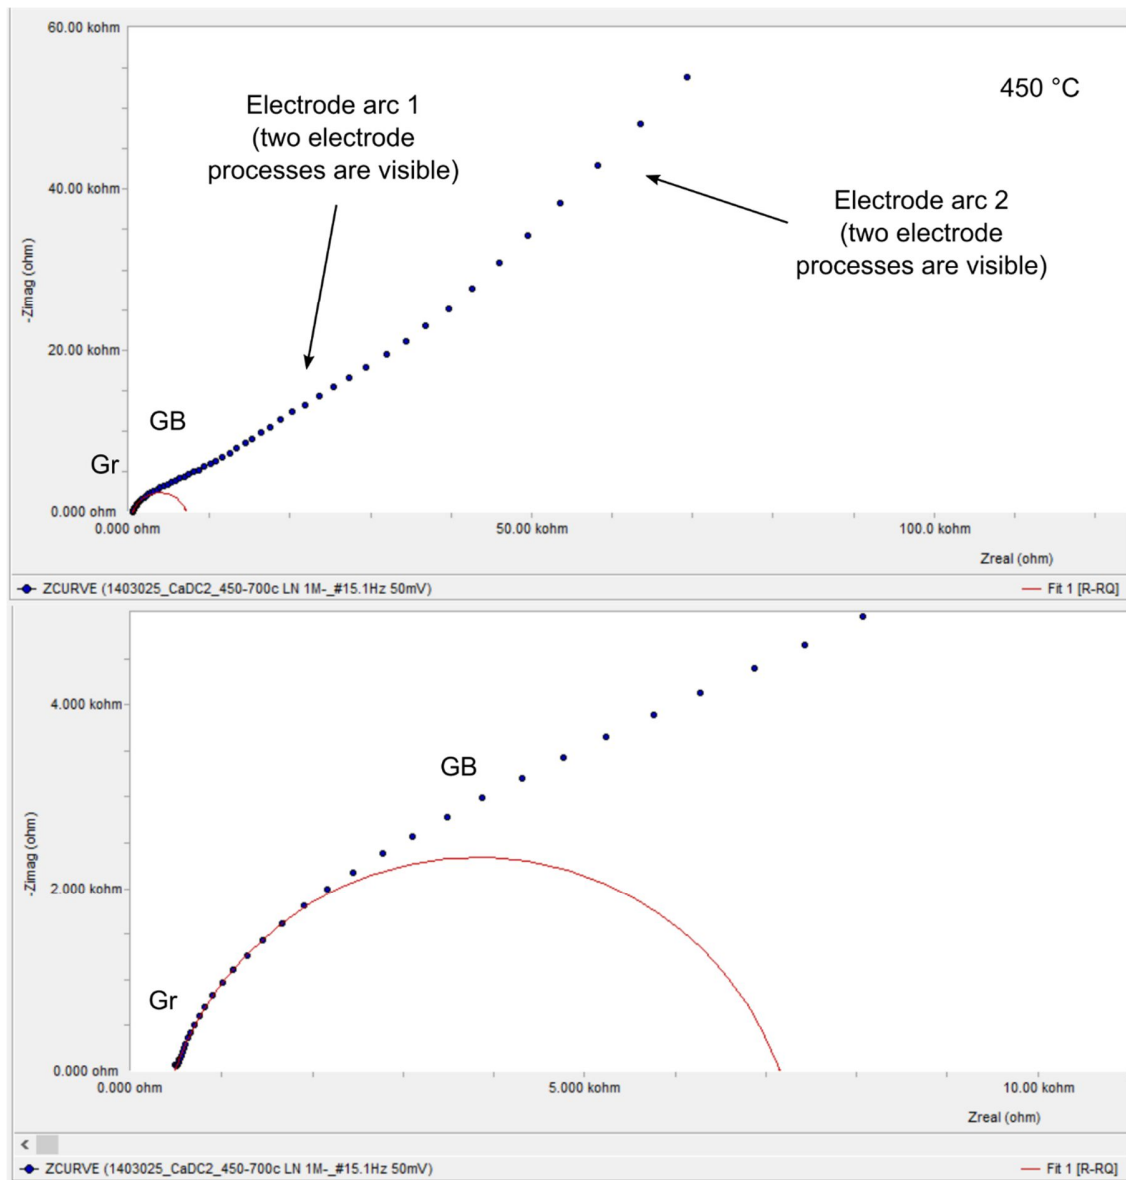 60.00 kohm
40.00 kohm
20.00 kohm
0.000 ohm
-Zimag (ohm)
Electrode arc 1
(two electrode
processes are visible)
450 °C
Electrode arc 2
(two electrode
processes are visible)
GB
Gr
0.000 ohm
50.00 kohm
100.0 kohm
Zreal (ohm)
ZCURVE (1403025_CaDC2_450-700c LN 1M-_#15.1Hz 50mV)
Fit 1 [R-RQ]
4.000 kohm
2.000 kohm
0.000 ohm
-Zimag (ohm)
GB
Gr
0.000 ohm
5.000 kohm
10.00 kohm
Zreal (ohm)
<
ZCURVE (1403025_CaDC2_450-700c LN 1M-_#15.1Hz 50mV)
Fit 1 [R-RQ]